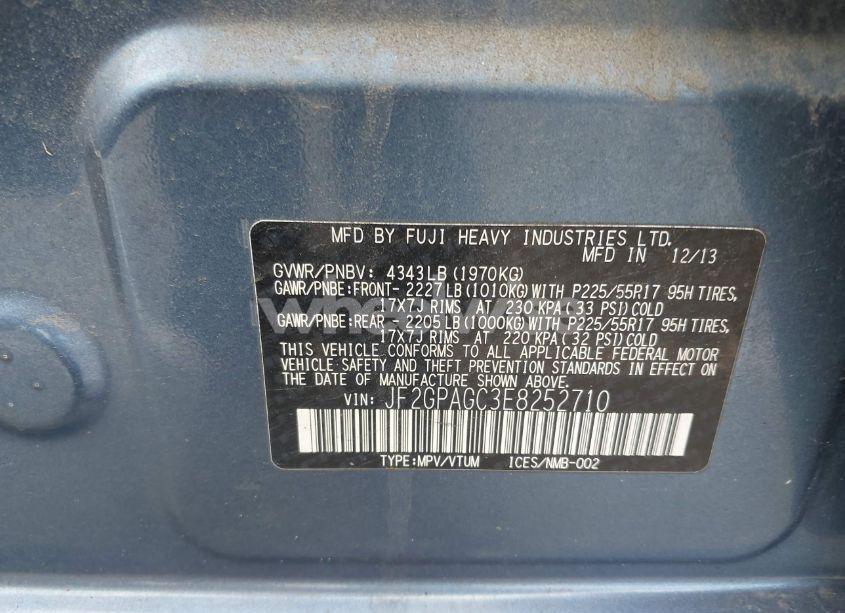 MFD BY FUJI HEAVY INDUSTRIES LTD.
MFD IN 12/13
GVWR/PNBV: 4343LB(1970KG)
GAWR/PNBE:FRONT- 2227LB(1010KG)WITH P225/55R17 95H TIRES,
17X7J RIMS AT 230 KPA(33 PSI)COLD
GAWR/PNBE:REAR - 2205LB(1000KG)WITH P225/55R17 95H TIRES,
17X7J RIMS AT 220 KPA(32 PSI)COLD
THIS VEHICLE CONFORMS TO ALL APPLICABLE FEDERAL MOTOR
VEHICLE SAFETY AND THEFT PREVENTION STANDARDS IN EFFECT ON
THE DATE OF MANUFACTURE SHOWN ABOVE.
VIN: JF2GPAGC3E8252710
TYPE:MPV/VTUM ICES/NMB-002